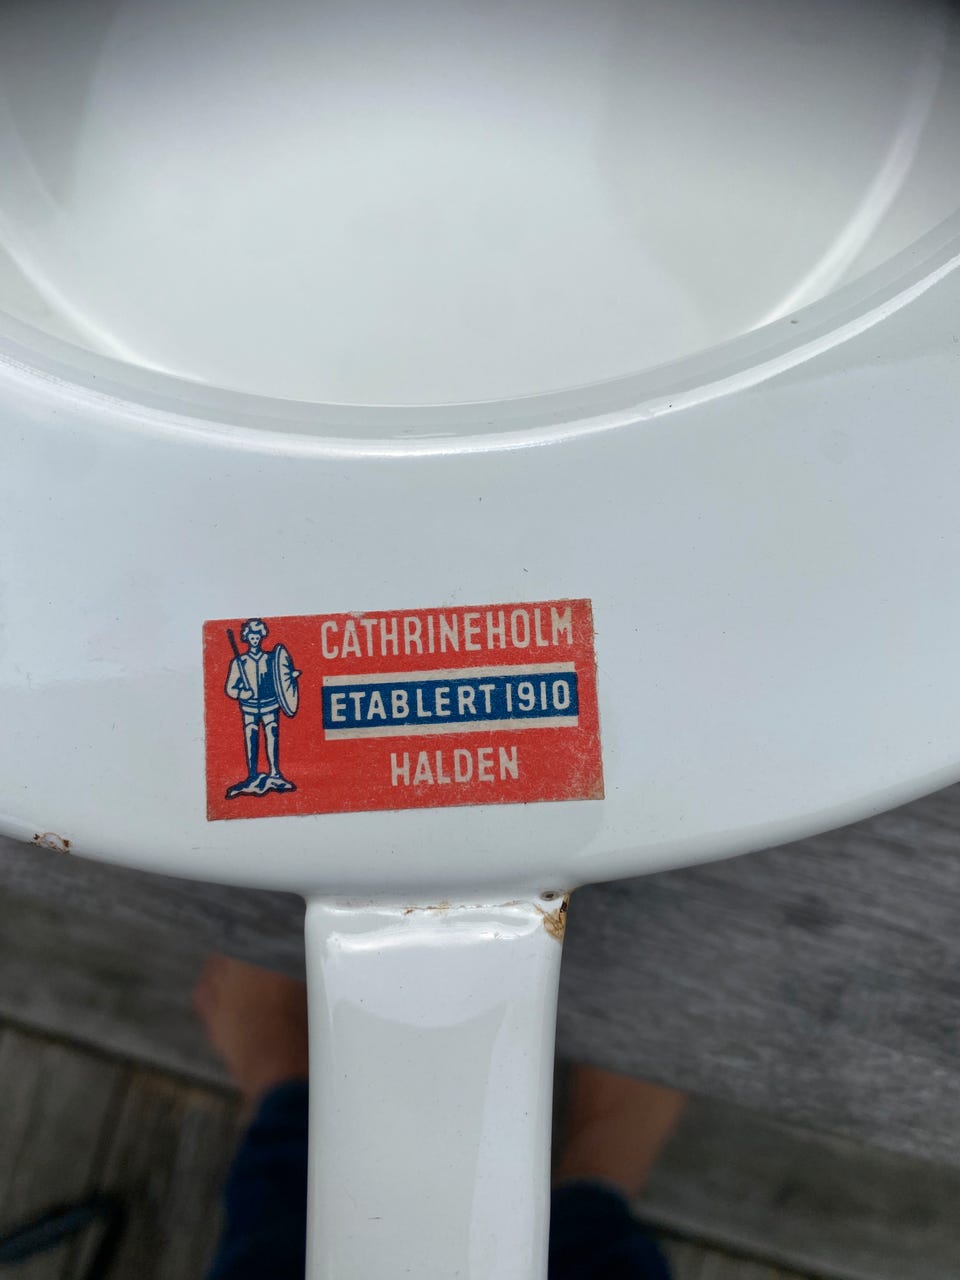 CATHRINEHOLM
ETABLERT 1910
HALDEN